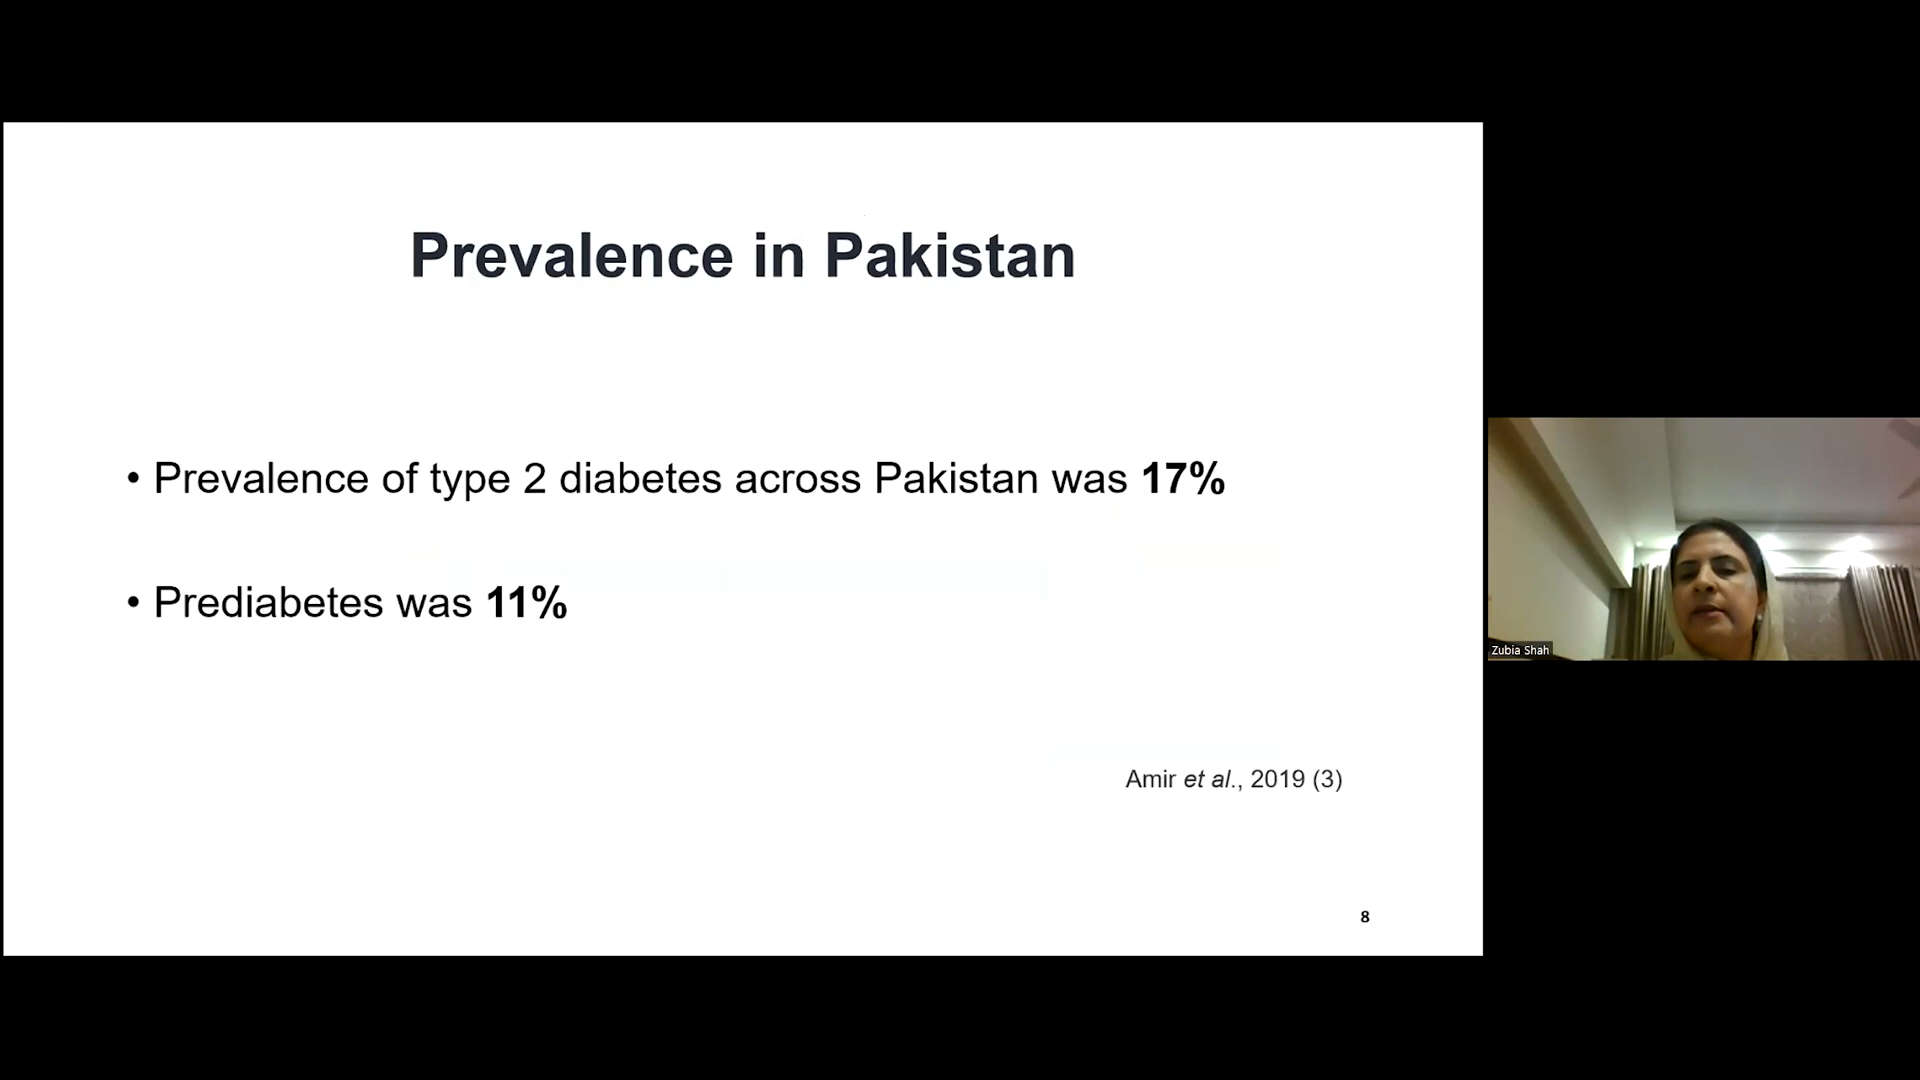 Prevalence in Pakistan
• Prevalence of type 2 diabetes across Pakistan was 17%
• Prediabetes was 11%
Amir et al., 2019 (3)
8
Zubia Shah